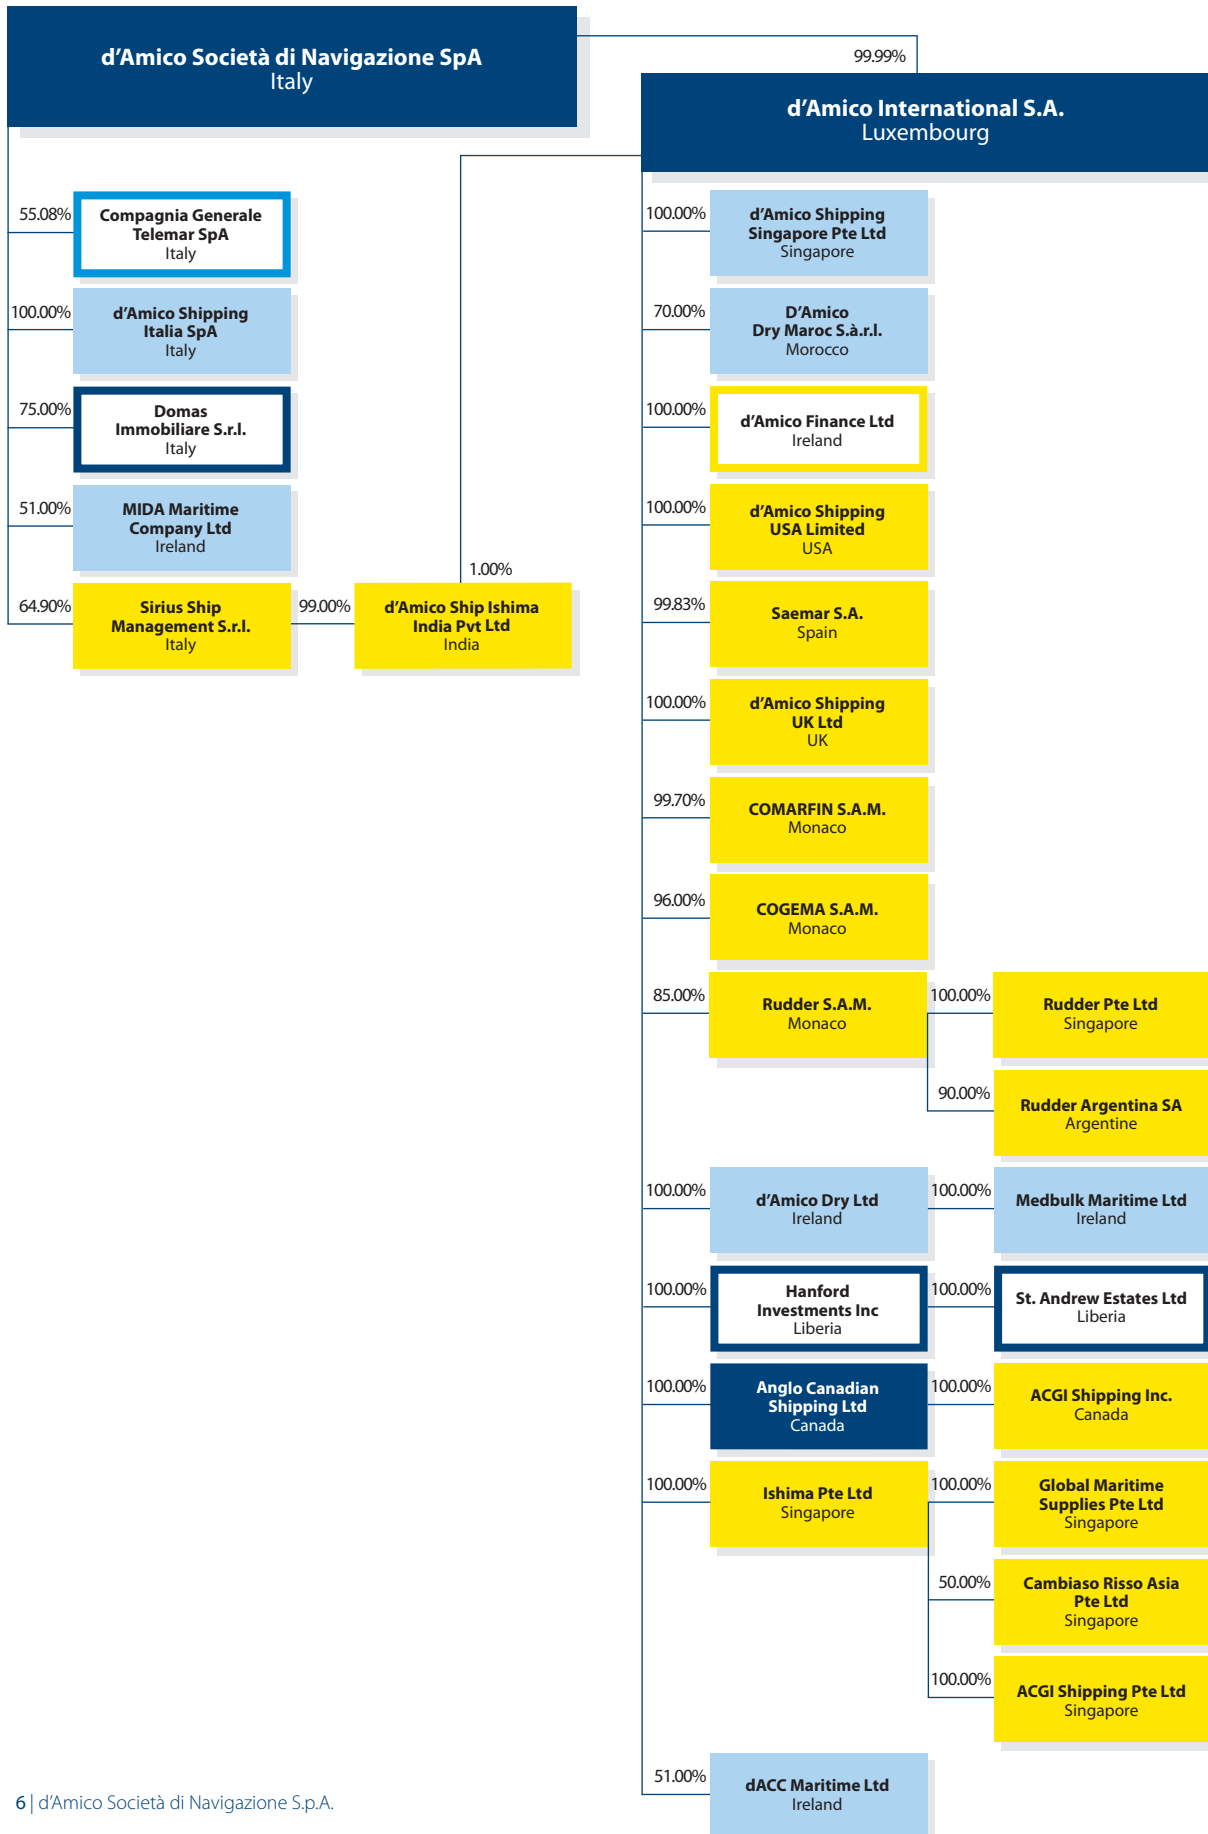 d’Amico Società di Navigazione SpA
Italy
99.99%
d’Amico International S.A.
Luxembourg
55.08%
Compagnia Generale
Telemar SpA
Italy
100.00%
d’Amico Shipping
Italia SpA
Italy
75.00%
Domas
Immobiliare S.r.l.
Italy
51.00%
MIDA Maritime
Company Ltd
Ireland
64.90%
Sirius Ship
Management S.r.l.
Italy
99.00%
1.00%
d’Amico Ship Ishima
India Pvt Ltd
India
100.00%
d’Amico Shipping
Singapore Pte Ltd
Singapore
70.00%
D’Amico
Dry Maroc S.à.r.l.
Morocco
100.00%
d’Amico Finance Ltd
Ireland
100.00%
d’Amico Shipping
USA Limited
USA
99.83%
Saemar S.A.
Spain
100.00%
d’Amico Shipping
UK Ltd
UK
99.70%
COMARFIN S.A.M.
Monaco
96.00%
COGEMA S.A.M.
Monaco
85.00%
Rudder S.A.M.
Monaco
100.00%
Rudder Pte Ltd
Singapore
90.00%
Rudder Argentina SA
Argentine
100.00%
d’Amico Dry Ltd
Ireland
100.00%
Medbulk Maritime Ltd
Ireland
100.00%
Hanford
Investments Inc
Liberia
100.00%
St. Andrew Estates Ltd
Liberia
100.00%
Anglo Canadian
Shipping Ltd
Canada
100.00%
ACGI Shipping Inc.
Canada
100.00%
Ishima Pte Ltd
Singapore
100.00%
Global Maritime
Supplies Pte Ltd
Singapore
50.00%
Cambiaso Risso Asia
Pte Ltd
Singapore
100.00%
ACGI Shipping Pte Ltd
Singapore
51.00%
dACC Maritime Ltd
Ireland
6 | d’Amico Società di Navigazione S.p.A.